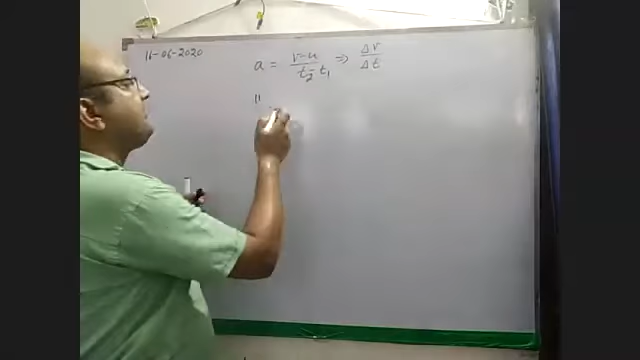 11-06-2020
a = v-u / t2 - t1 ⇒ Δv / Δt
"